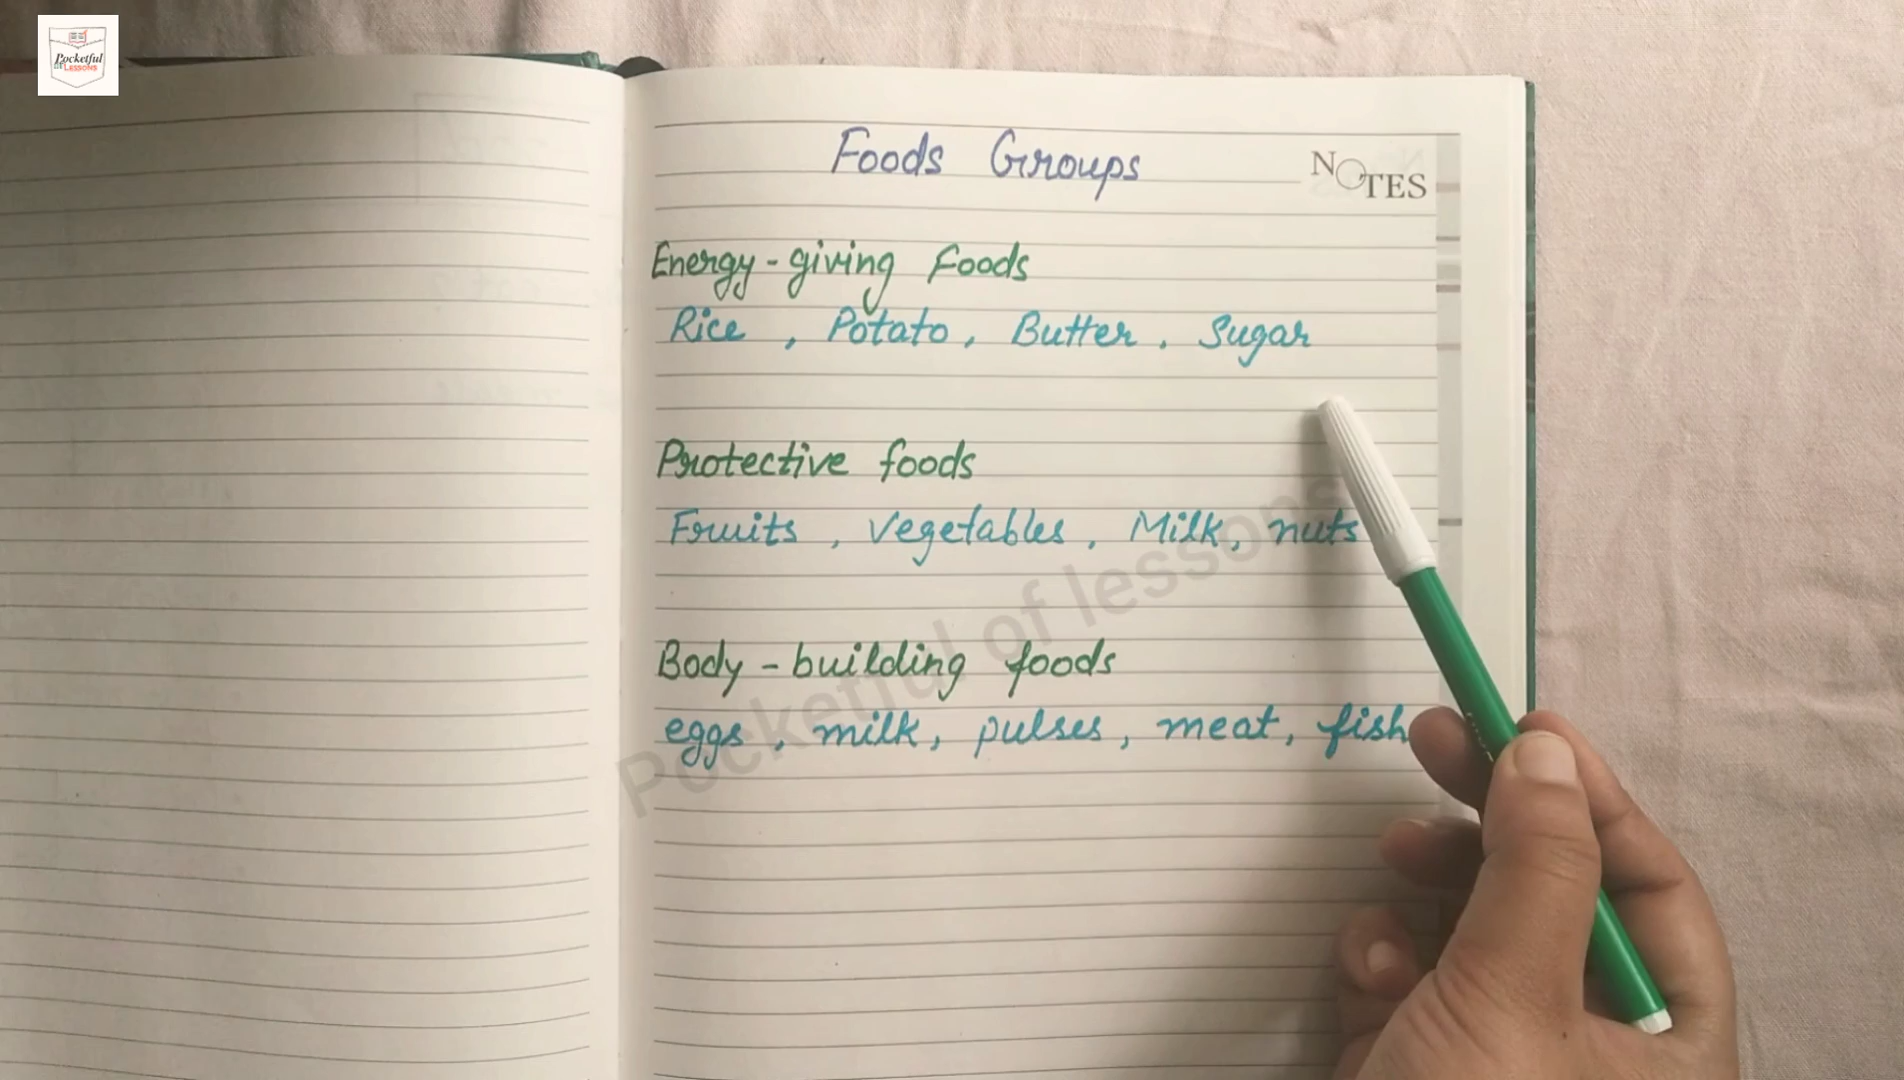 Pocketful
OF LESSONS
Foods Groups
NOTES
Energy-giving Foods
Rice, Potato, Butter, Sugar
Protective foods
Fruits, Vegetables, Milk, nuts
Body-building foods
eggs, milk, pulses, meat, fish
Pocketful of lessons